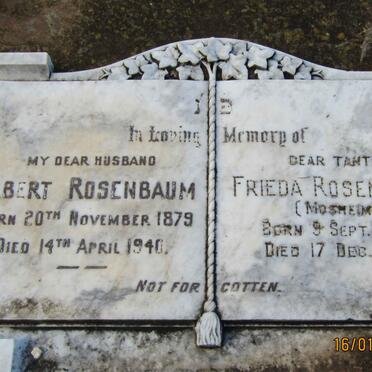 In Loving Memory of
MY DEAR HUSBAND
BERT ROSENBAUM
RN 20TH NOVEMBER 1879
DIED 14TH APRIL 1940.
DEAR TANT
FRIEDA ROSEN
(MOSHEIM
BORN 9 SEPT.
DIED 17 DEC.
NOT FORGOTTEN.
16/01